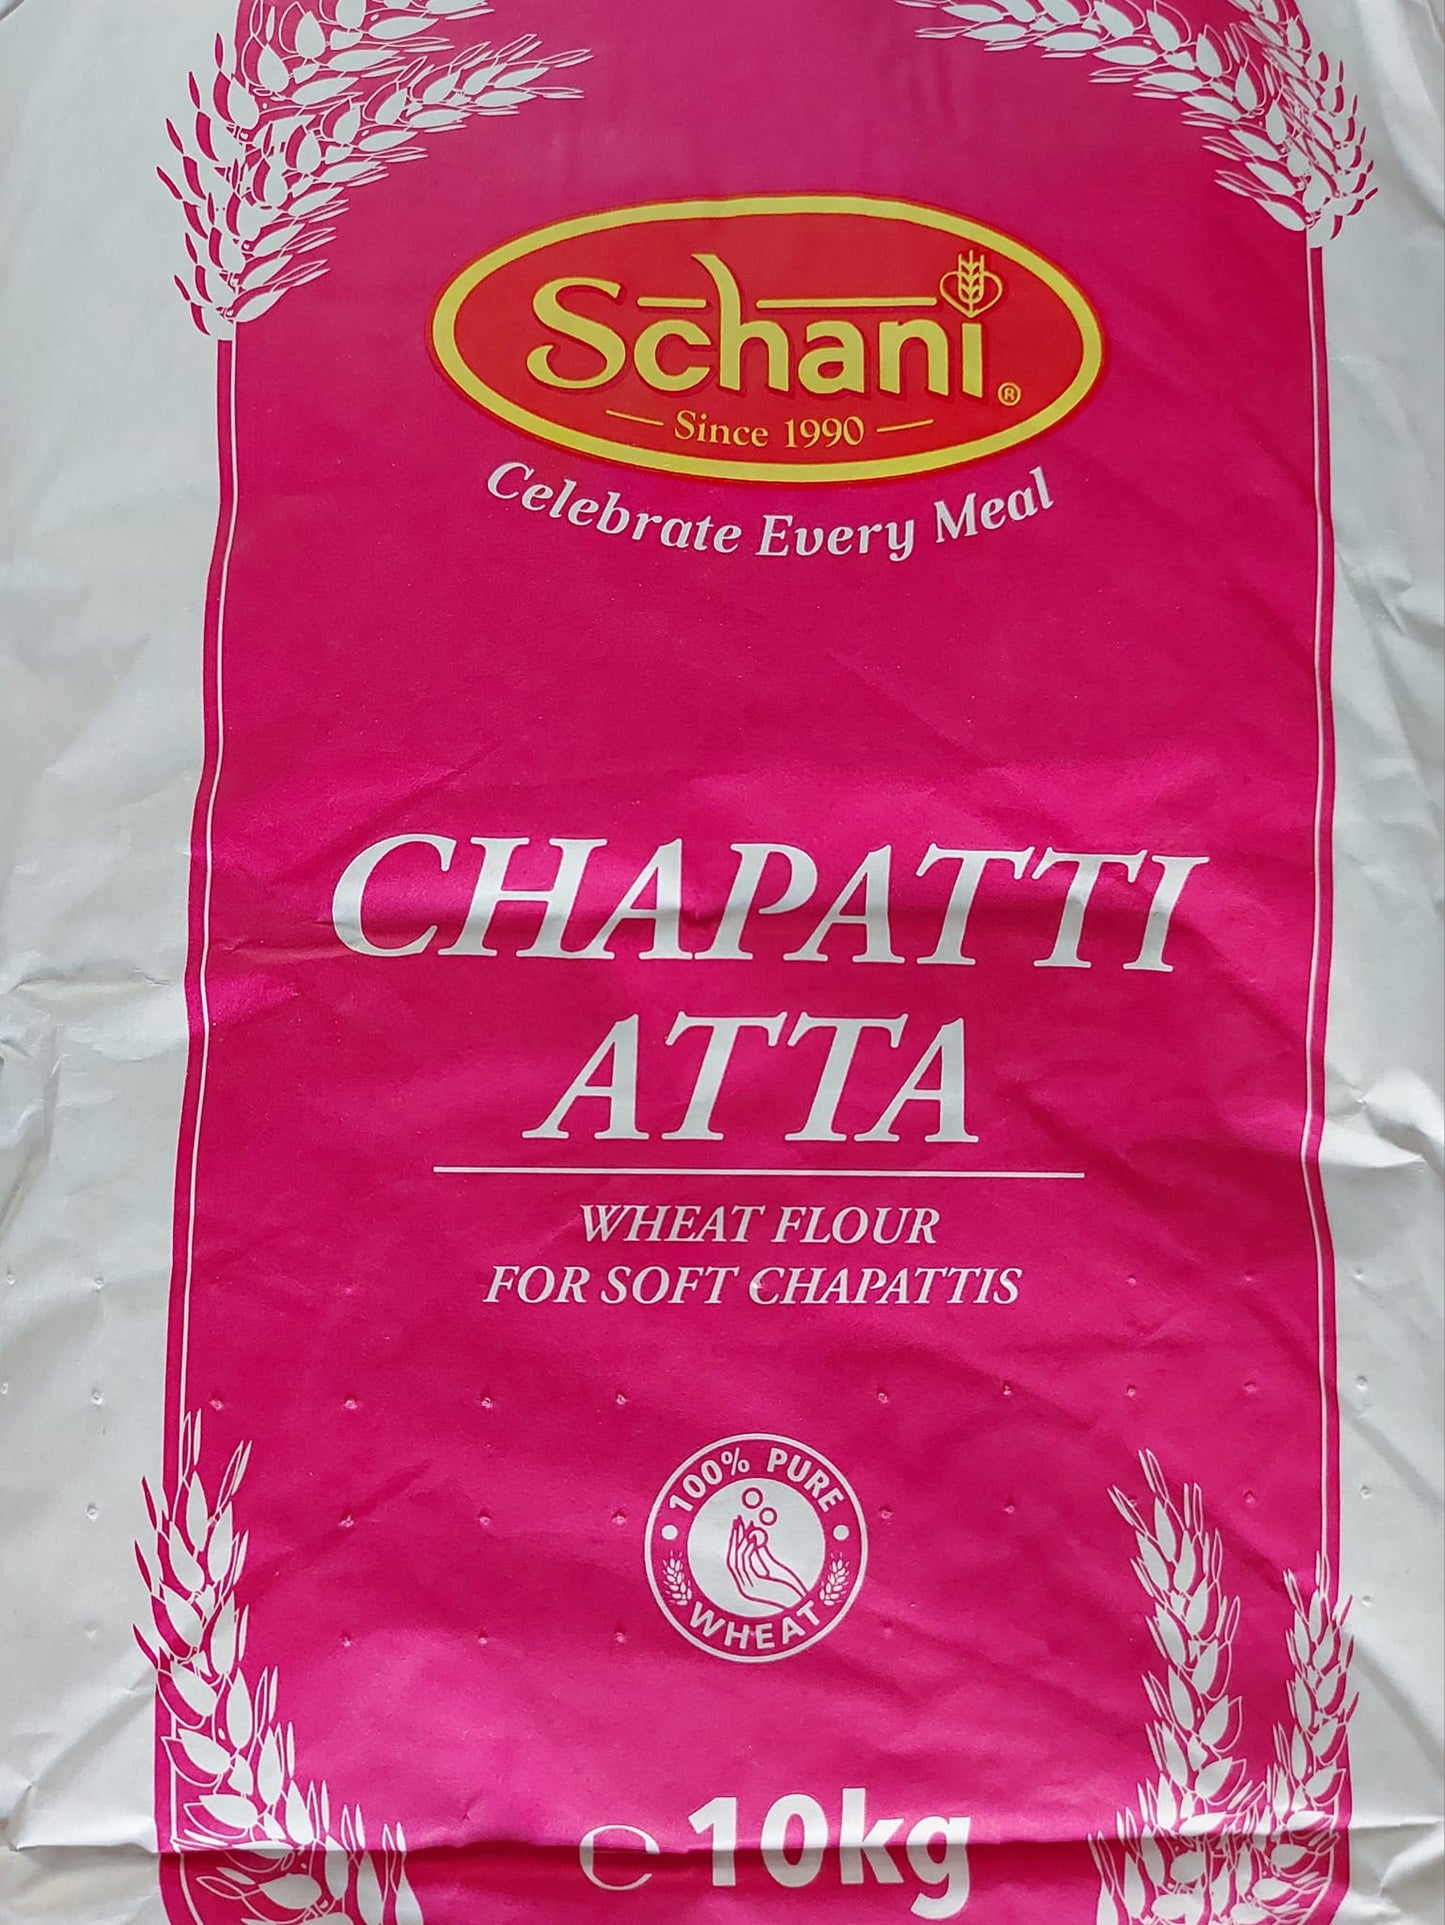 Schani®
Since 1990
Celebrate Every Meal
CHAPATTI
ATTA
WHEAT FLOUR
FOR SOFT CHAPATTIS
100% PURE
WHEAT
℮ 10kg